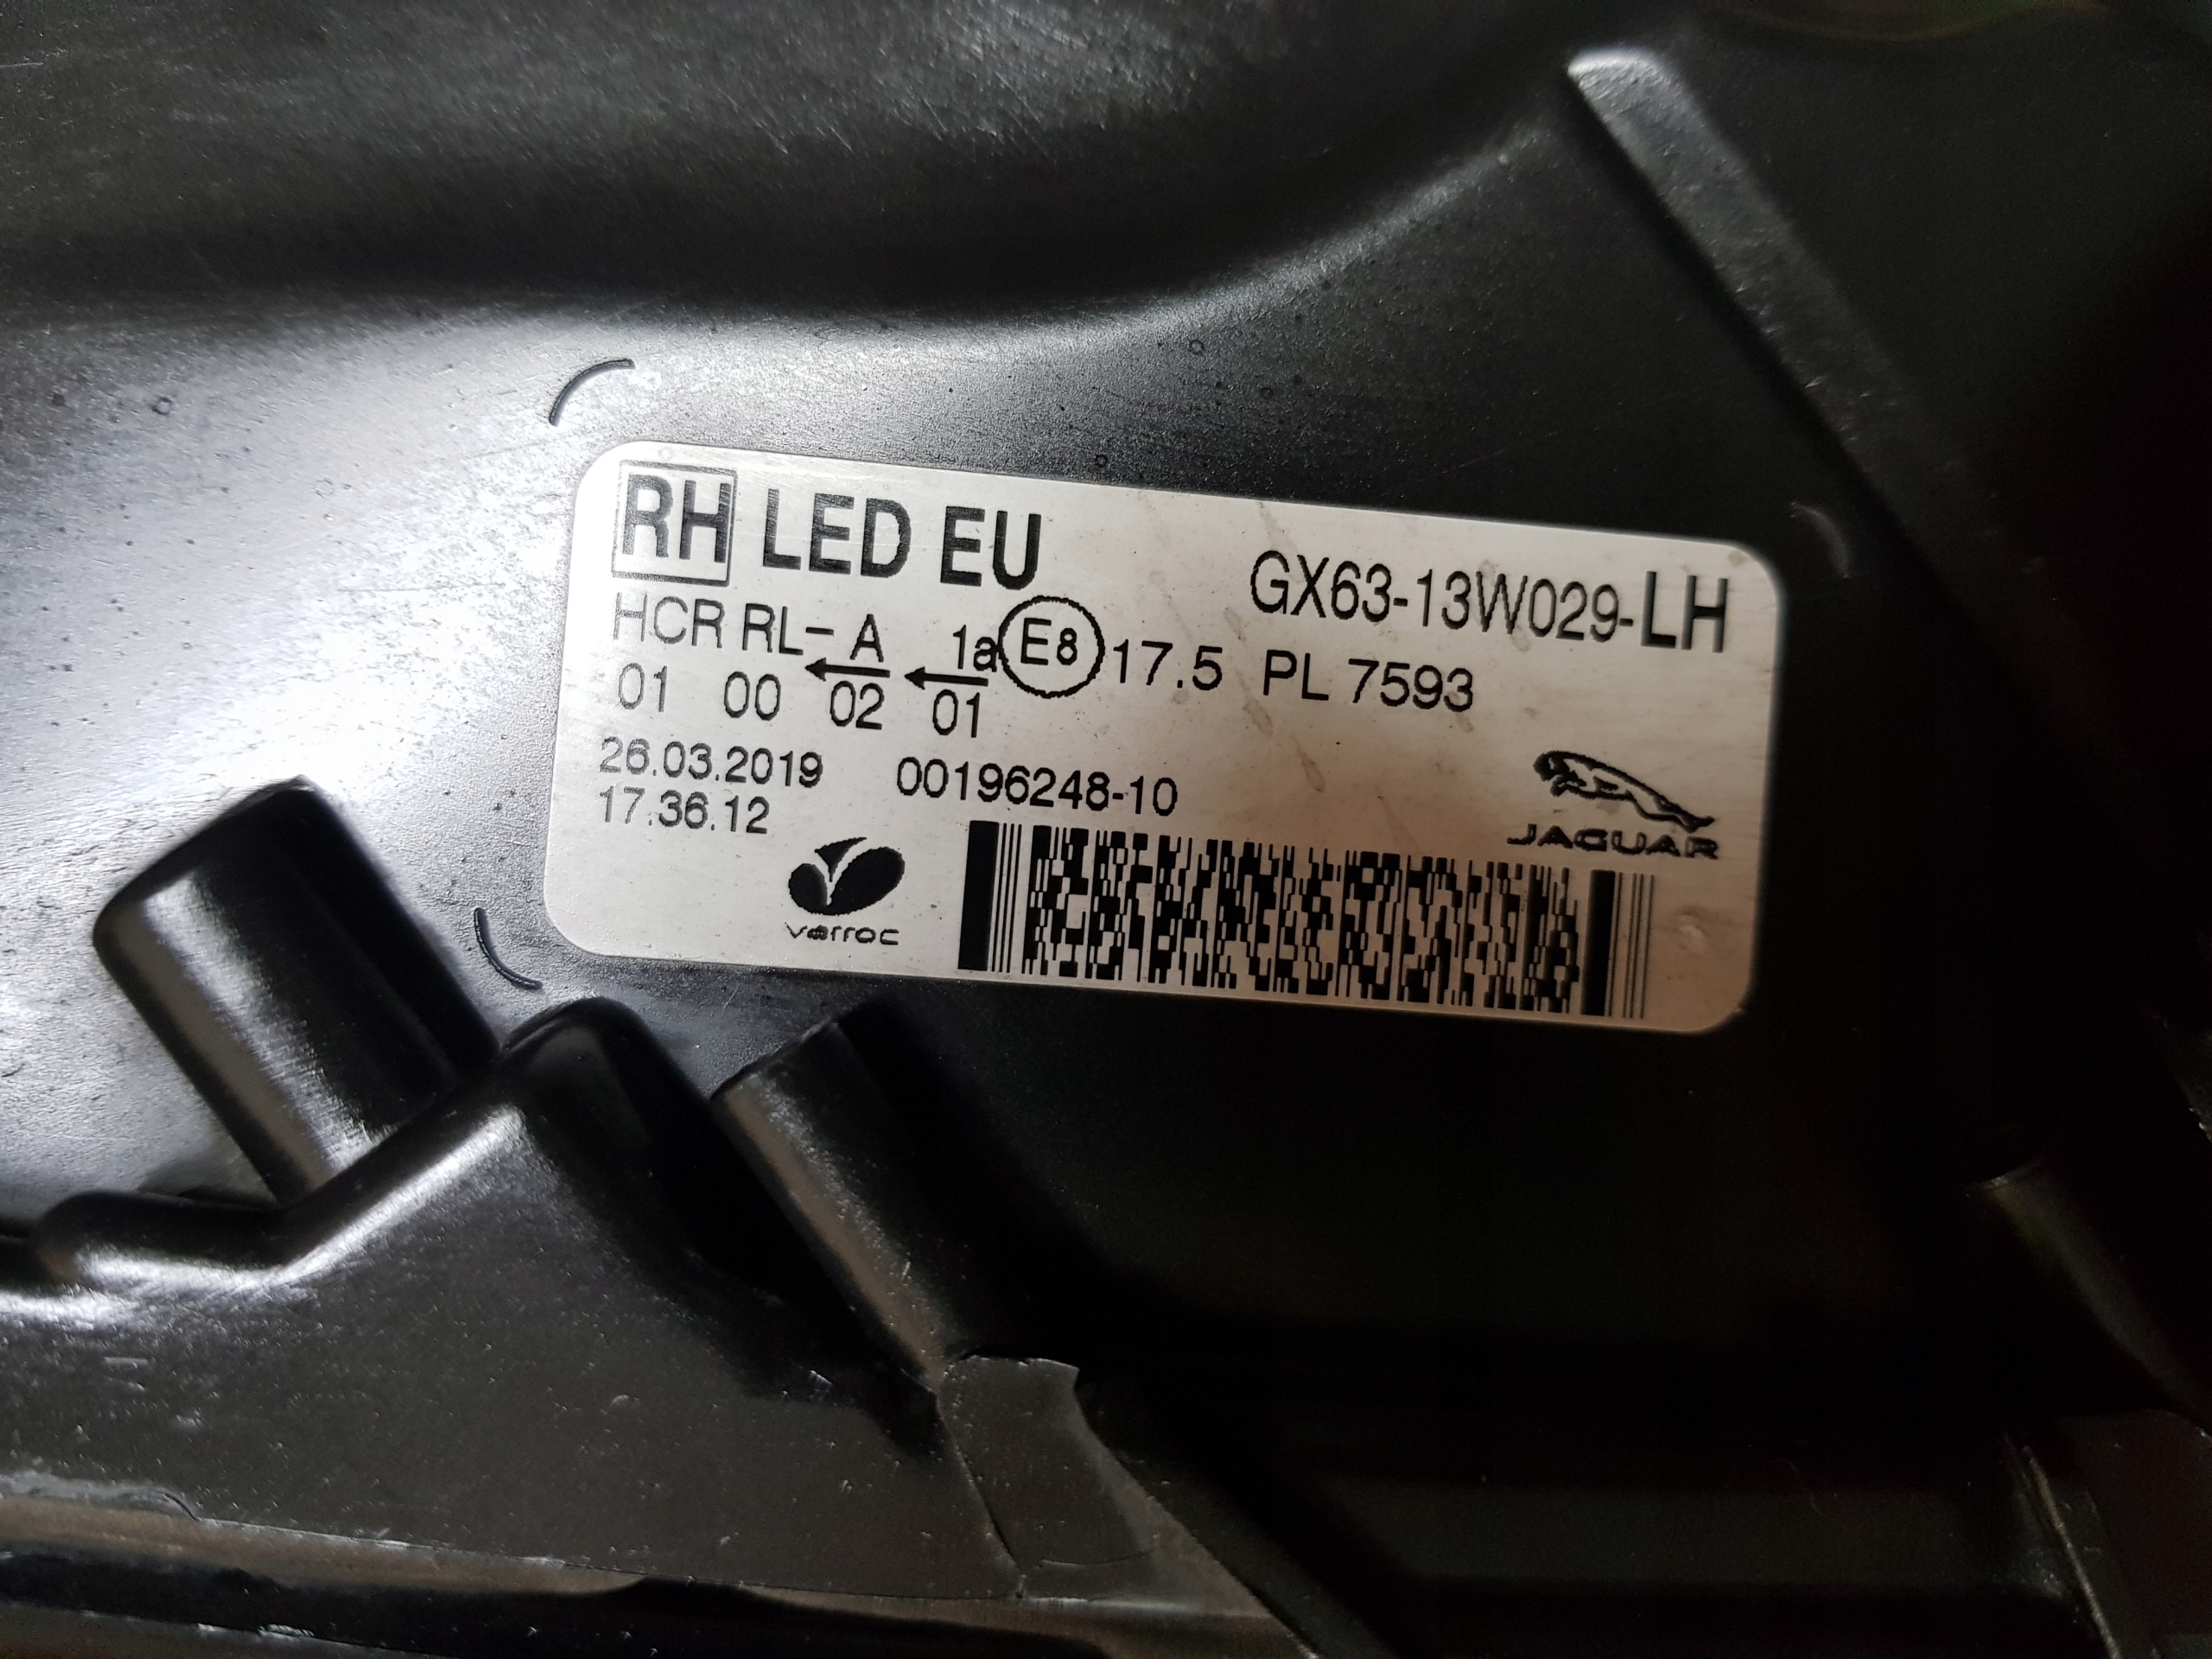 RH LED EU
GX63-13W029-LH
HCR RL- A 1a E8 17.5 PL 7593
01 00 02 01
26.03.2019 00196248-10
17.36.12
JAGUAR
varroc